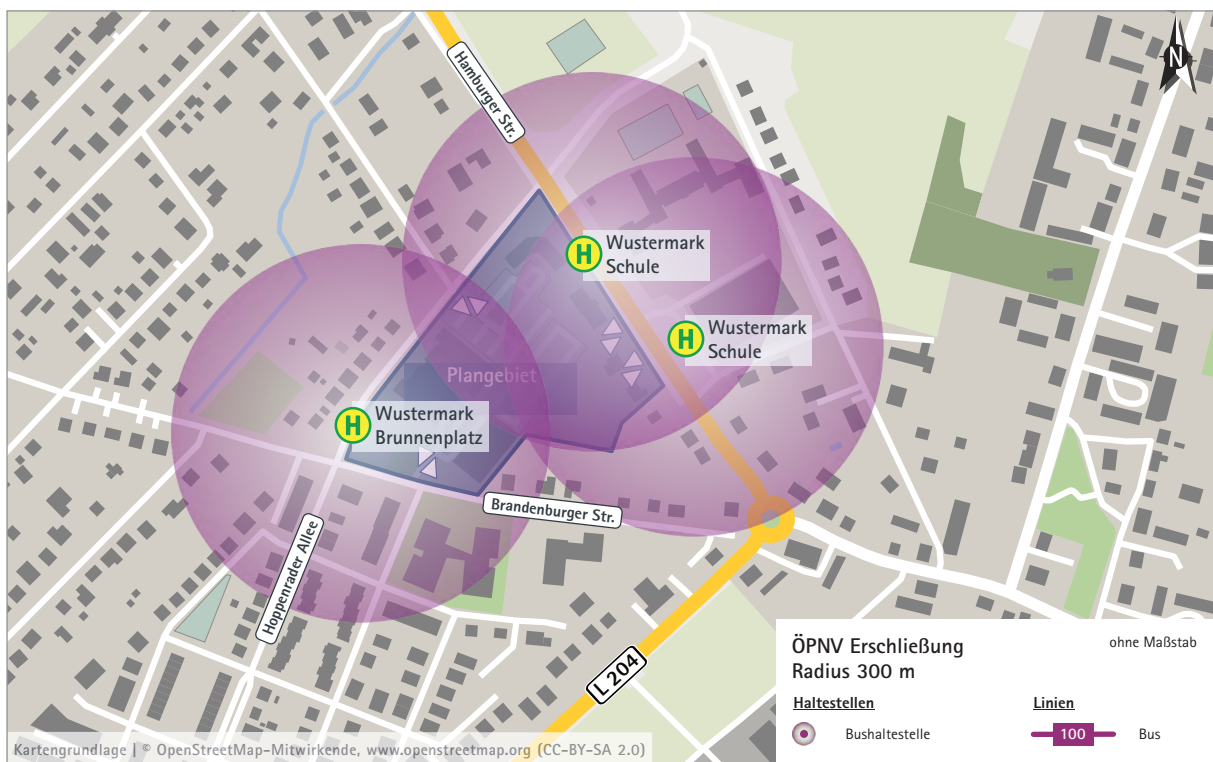 Hamburger Str.
N
H
Wustermark
Schule
H
Wustermark
Schule
Plangebiet
H
Wustermark
Brunnenplatz
Brandenburger Str.
Hoppenrader Allee
L 204
ÖPNV Erschließung
Radius 300 m
ohne Maßstab
Haltestellen
Linien
Bushaltestelle
100
Bus
Kartengrundlage | © OpenStreetMap-Mitwirkende, www.openstreetmap.org (CC-BY-SA 2.0)